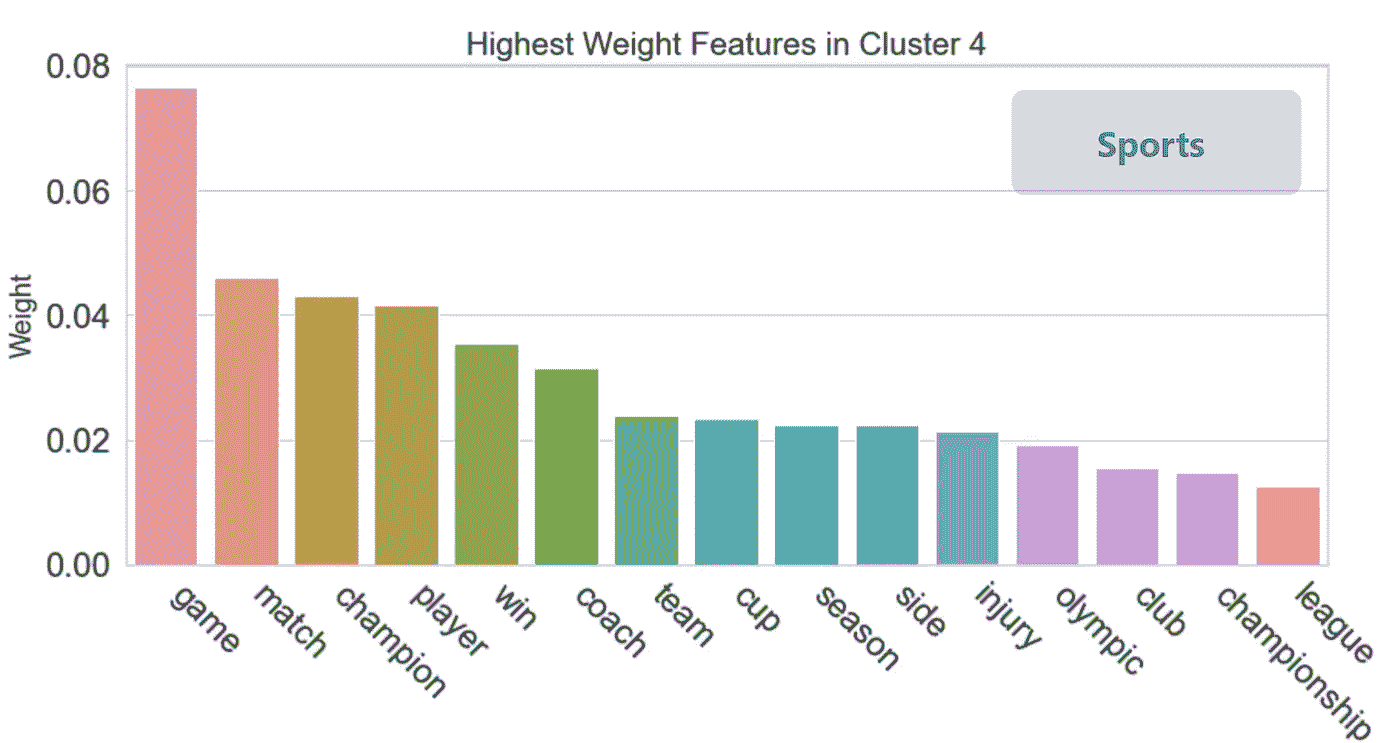 Highest Weight Features in Cluster 4
Sports
Weight
0.08
0.06
0.04
0.02
0.00
game
match
champion
player
win
coach
team
cup
season
side
injury
olympic
club
championship
league